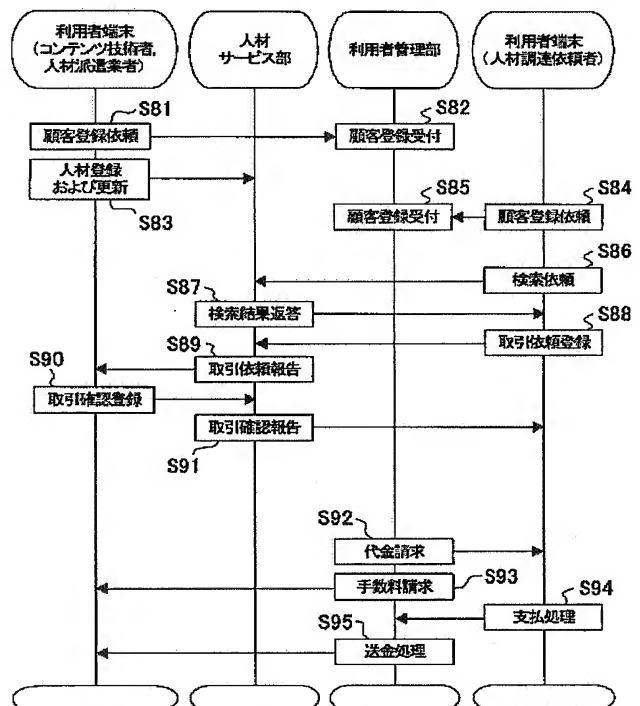 利用者端末
(コンテンツ技術者,
人材派遣業者)
人材
サービス部
利用者管理部
利用者端末
(人材調達依頼者)
S81
顧客登録依頼
S82
顧客登録受付
人材登録
および更新
S83
S85
顧客登録受付
S84
顧客登録依頼
S86
検索依頼
S87
検索結果返答
S88
取引依頼登録
S89
取引依頼報告
S90
取引確認登録
取引確認報告
S91
S92
代金請求
手数料請求
S93
S94
支払処理
S95
送金処理